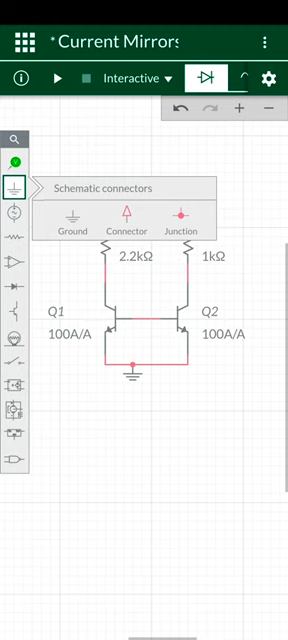 *Current Mirrors
Interactive
Schematic connectors
Ground Connector Junction
2.2kΩ 1kΩ
Q1 Q2
100A/A 100A/A